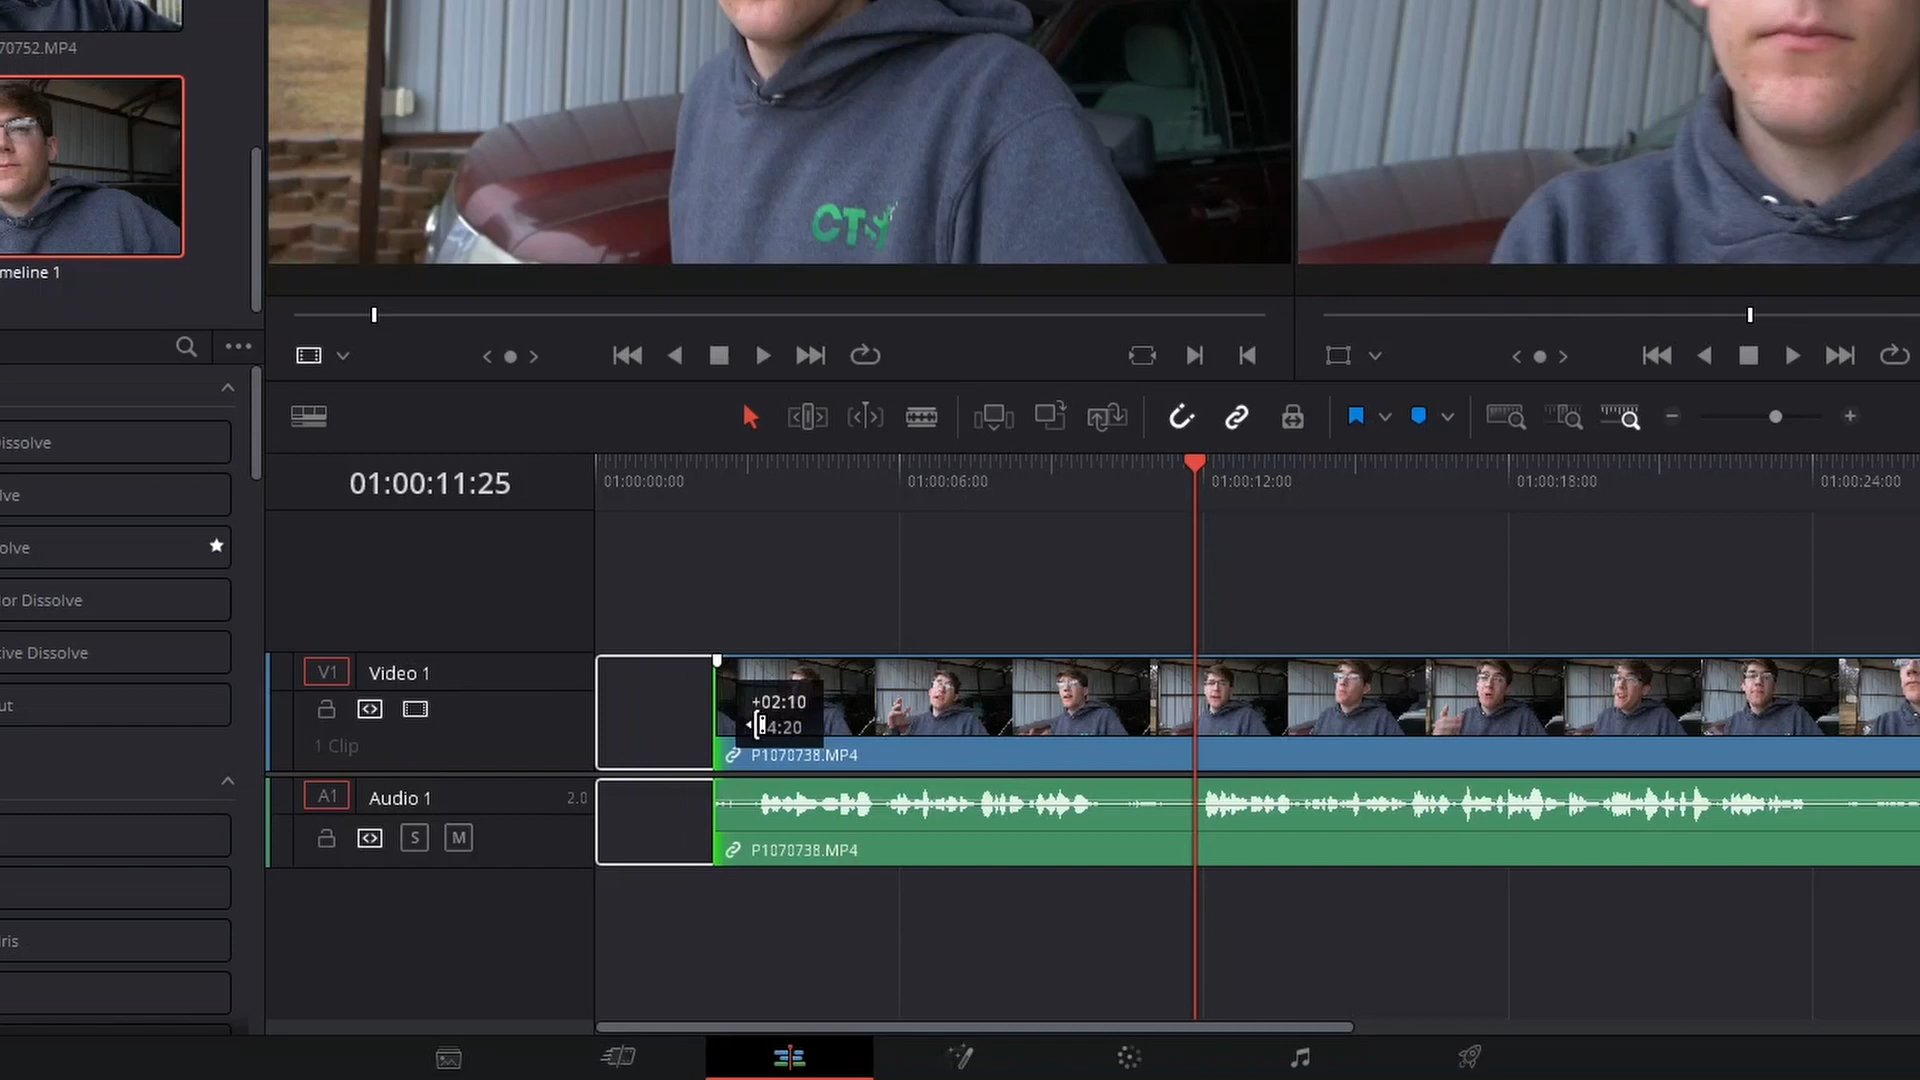 70752.MP4
meline 1
CTY
issolve
lve
olve
or Dissolve
ive Dissolve
ut
ris
01:00:11:25
01:00:00:00
01:00:06:00
01:00:12:00
01:00:18:00
01:00:24:00
V1
Video 1
1 Clip
+02:10
4:20
P1070738.MP4
A1
Audio 1
2.0
S
M
P1070738.MP4